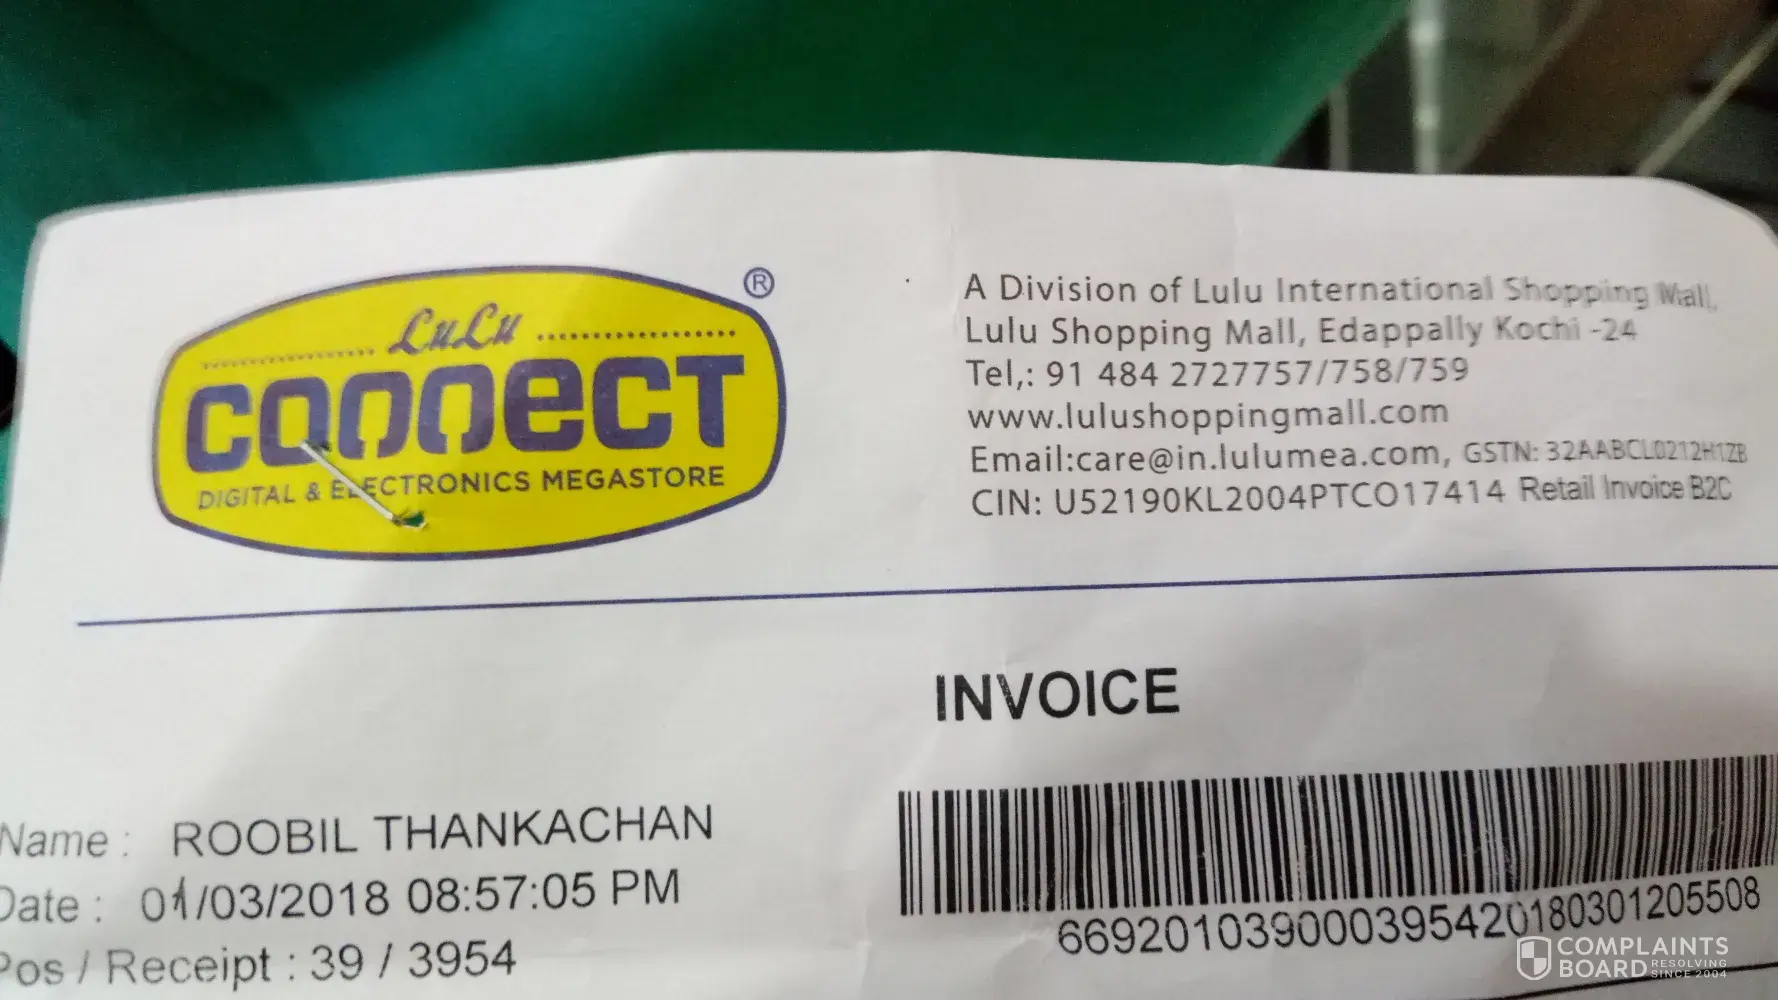 LuLu
connect
DIGITAL & ELECTRONICS MEGASTORE
®
A Division of Lulu International Shopping Mall,
Lulu Shopping Mall, Edappally Kochi -24
Tel,: 91 484 2727757/758/759
www.lulushoppingmall.com
Email:care@in.lulumea.com, GSTN: 32AABCL0212H1ZB
CIN: U52190KL2004PTCO17414 Retail Invoice B2C
INVOICE
Name : ROOBIL THANKACHAN
Date : 01/03/2018 08:57:05 PM
Pos / Receipt : 39 / 3954
669201039000395420180301205508
COMPLAINTS
BOARD RESOLVING
SINCE 2004